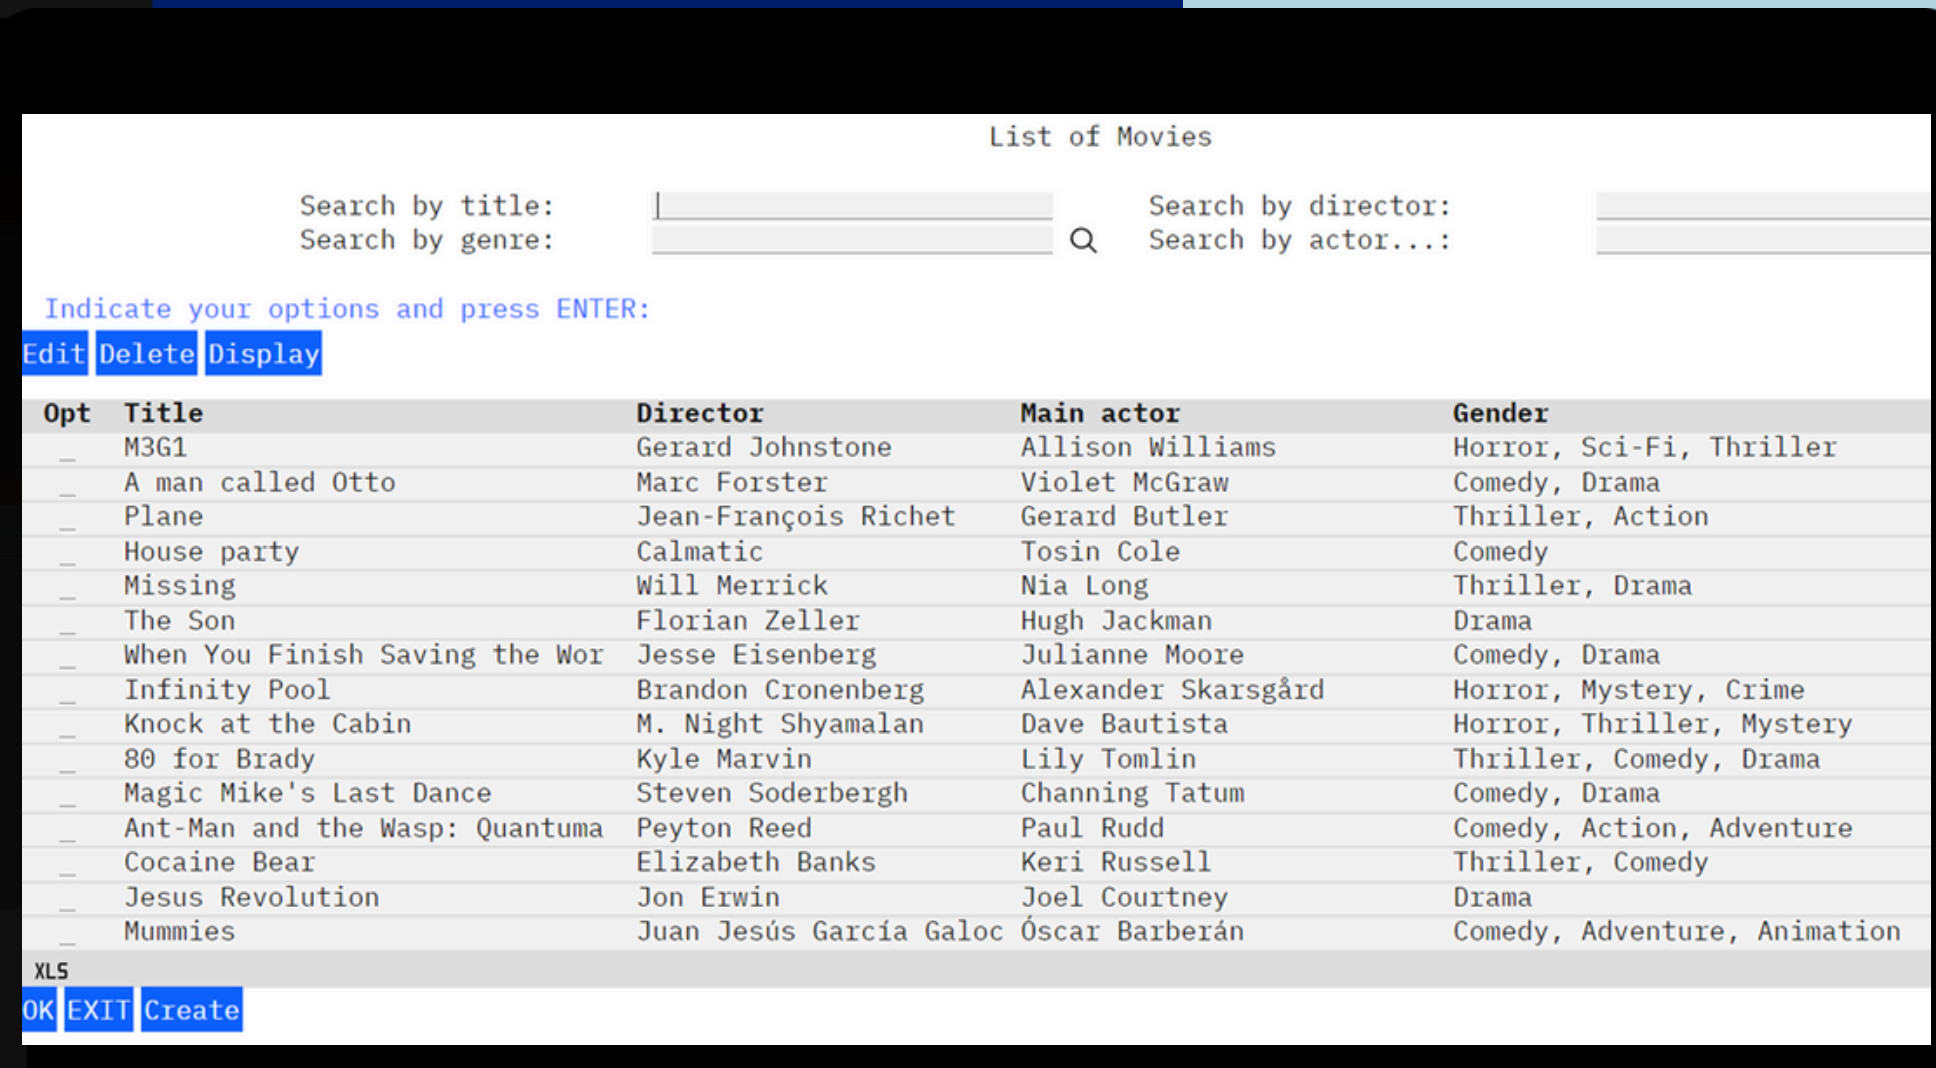 List of Movies
Search by title: Search by director:
Search by genre: Search by actor...:
Indicate your options and press ENTER:
Edit Delete Display
Opt Title Director Main actor Gender
_ M3G1 Gerard Johnstone Allison Williams Horror, Sci-Fi, Thriller
_ A man called Otto Marc Forster Violet McGraw Comedy, Drama
_ Plane Jean-François Richet Gerard Butler Thriller, Action
_ House party Calmatic Tosin Cole Comedy
_ Missing Will Merrick Nia Long Thriller, Drama
_ The Son Florian Zeller Hugh Jackman Drama
_ When You Finish Saving the Wor Jesse Eisenberg Julianne Moore Comedy, Drama
_ Infinity Pool Brandon Cronenberg Alexander Skarsgård Horror, Mystery, Crime
_ Knock at the Cabin M. Night Shyamalan Dave Bautista Horror, Thriller, Mystery
_ 80 for Brady Kyle Marvin Lily Tomlin Thriller, Comedy, Drama
_ Magic Mike's Last Dance Steven Soderbergh Channing Tatum Comedy, Drama
_ Ant-Man and the Wasp: Quantuma Peyton Reed Paul Rudd Comedy, Action, Adventure
_ Cocaine Bear Elizabeth Banks Keri Russell Thriller, Comedy
_ Jesus Revolution Jon Erwin Joel Courtney Drama
_ Mummies Juan Jesús García Galoc Óscar Barberán Comedy, Adventure, Animation
XLS
OK EXIT Create